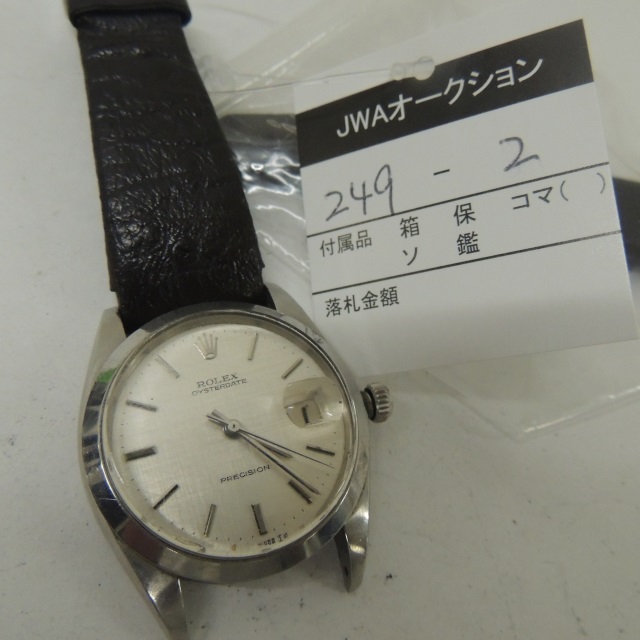 JWAオークション
249 - 2
付属品 箱 保 コマ( )
ソ 鑑
落札金額
ROLEX
OYSTERDATE
PRECISION